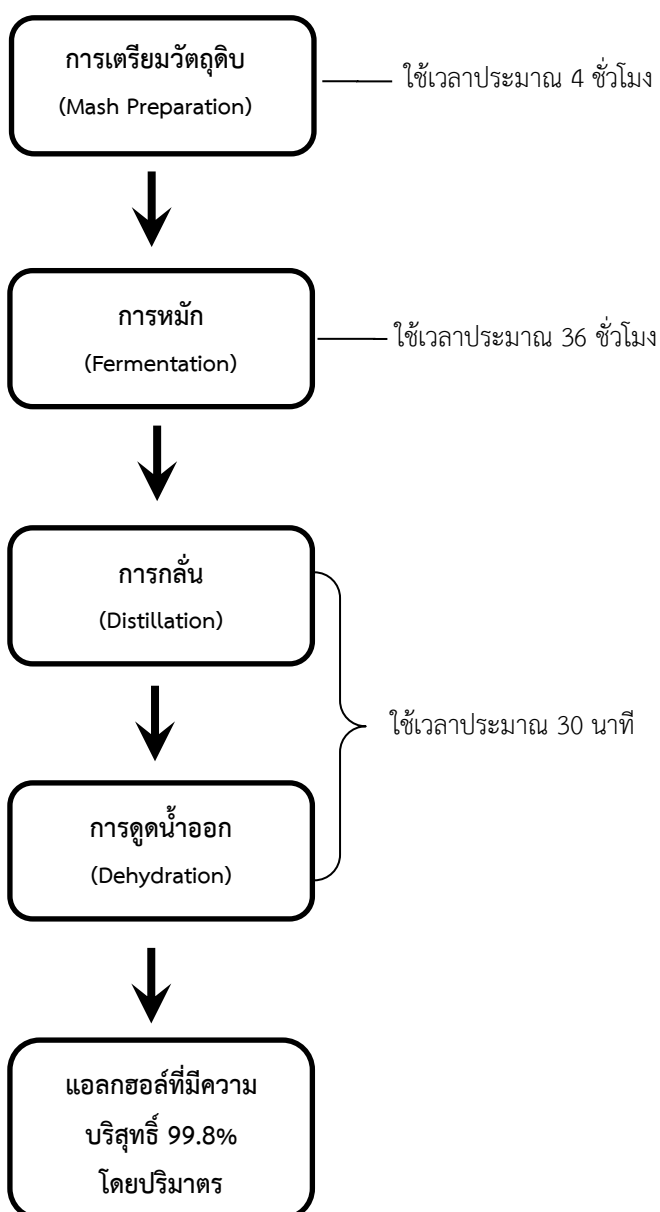 การเตรียมวัตถุดิบ
(Mash Preparation)
ใช้เวลาประมาณ 4 ชั่วโมง
การหมัก
(Fermentation)
ใช้เวลาประมาณ 36 ชั่วโมง
การกลั่น
(Distillation)
ใช้เวลาประมาณ 30 นาที
การดูดน้ำออก
(Dehydration)
แอลกฮอล์ที่มีความ
บริสุทธิ์ 99.8%
โดยปริมาตร